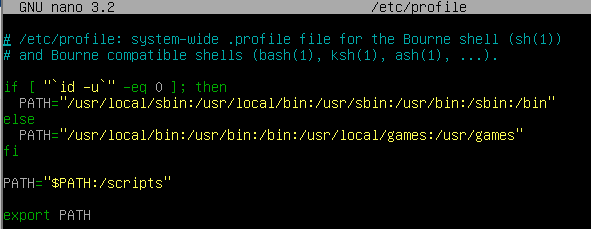 GNU nano 3.2 /etc/profile
# /etc/profile: system-wide .profile file for the Bourne shell (sh(1))
# and Bourne compatible shells (bash(1), ksh(1), ash(1), ...).
if [ "`id -u`" -eq 0 ]; then
PATH="/usr/local/sbin:/usr/local/bin:/usr/sbin:/usr/bin:/sbin:/bin"
else
PATH="/usr/local/bin:/usr/bin:/bin:/usr/local/games:/usr/games"
fi
PATH="$PATH:/scripts"
export PATH